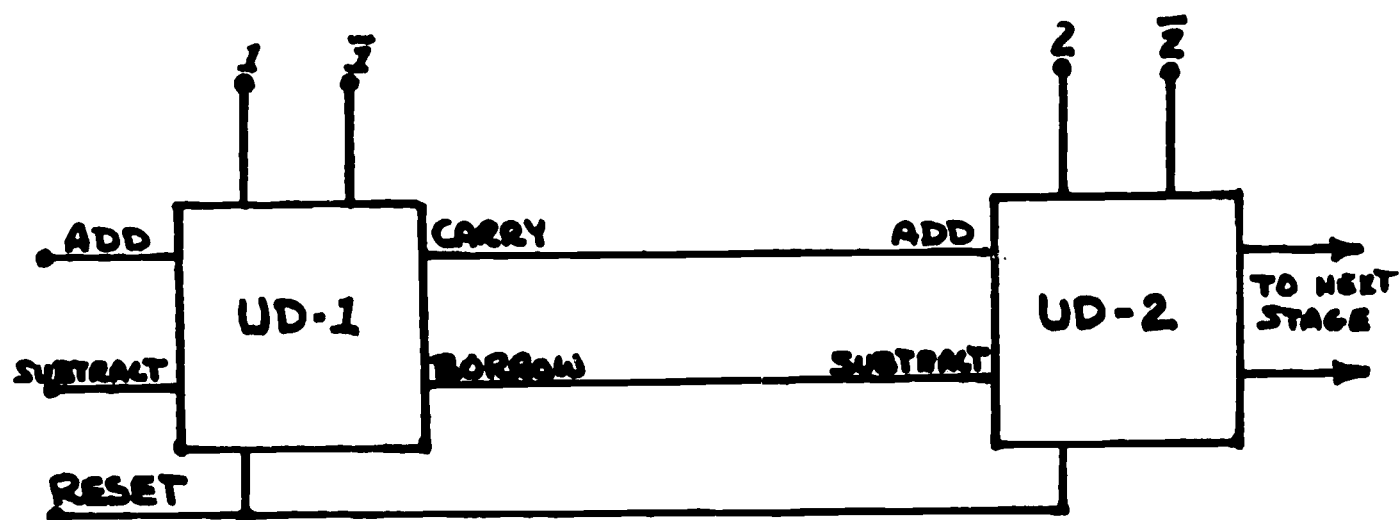 1 1̅ 2 2̅
ADD CARRY ADD
UD-1 UD-2
TO NEXT
STAGE
SUBTRACT BORROW SUBTRACT
RESET